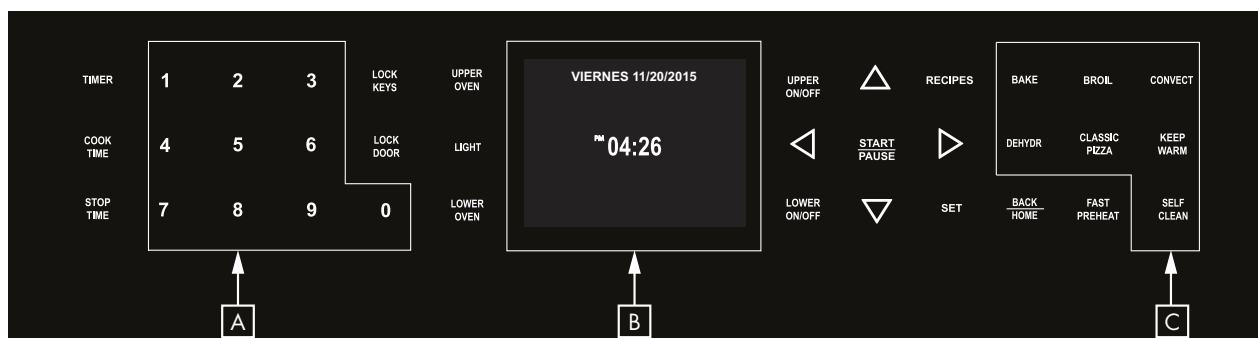 TIMER
1 2 3
LOCK
KEYS
UPPER
OVEN
VIERNES 11/20/2015
UPPER
ON/OFF
RECIPES
BAKE
BROIL
CONVECT
COOK
TIME
4 5 6
LOCK
DOOR
LIGHT
PM 04:26
START
PAUSE
DEHYDR
CLASSIC
PIZZA
KEEP
WARM
STOP
TIME
7 8 9 0
LOWER
OVEN
LOWER
ON/OFF
SET
BACK
HOME
FAST
PREHEAT
SELF
CLEAN
A
B
C